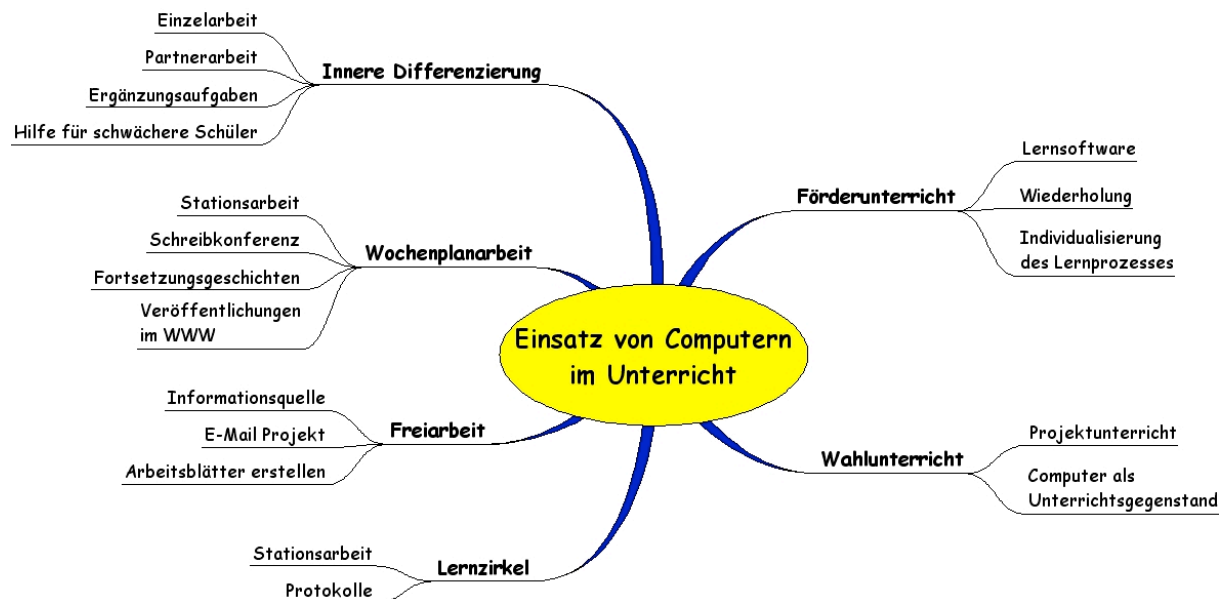 Einsatz von Computern
im Unterricht
Innere Differenzierung
Einzelarbeit
Partnerarbeit
Ergänzungsaufgaben
Hilfe für schwächere Schüler
Wochenplanarbeit
Stationsarbeit
Schreibkonferenz
Fortsetzungsgeschichten
Veröffentlichungen
im WWW
Freiarbeit
Informationsquelle
E-Mail Projekt
Arbeitsblätter erstellen
Lernzirkel
Stationsarbeit
Protokolle
Förderunterricht
Lernsoftware
Wiederholung
Individualisierung
des Lernprozesses
Wahlunterricht
Projektunterricht
Computer als
Unterrichtsgegenstand